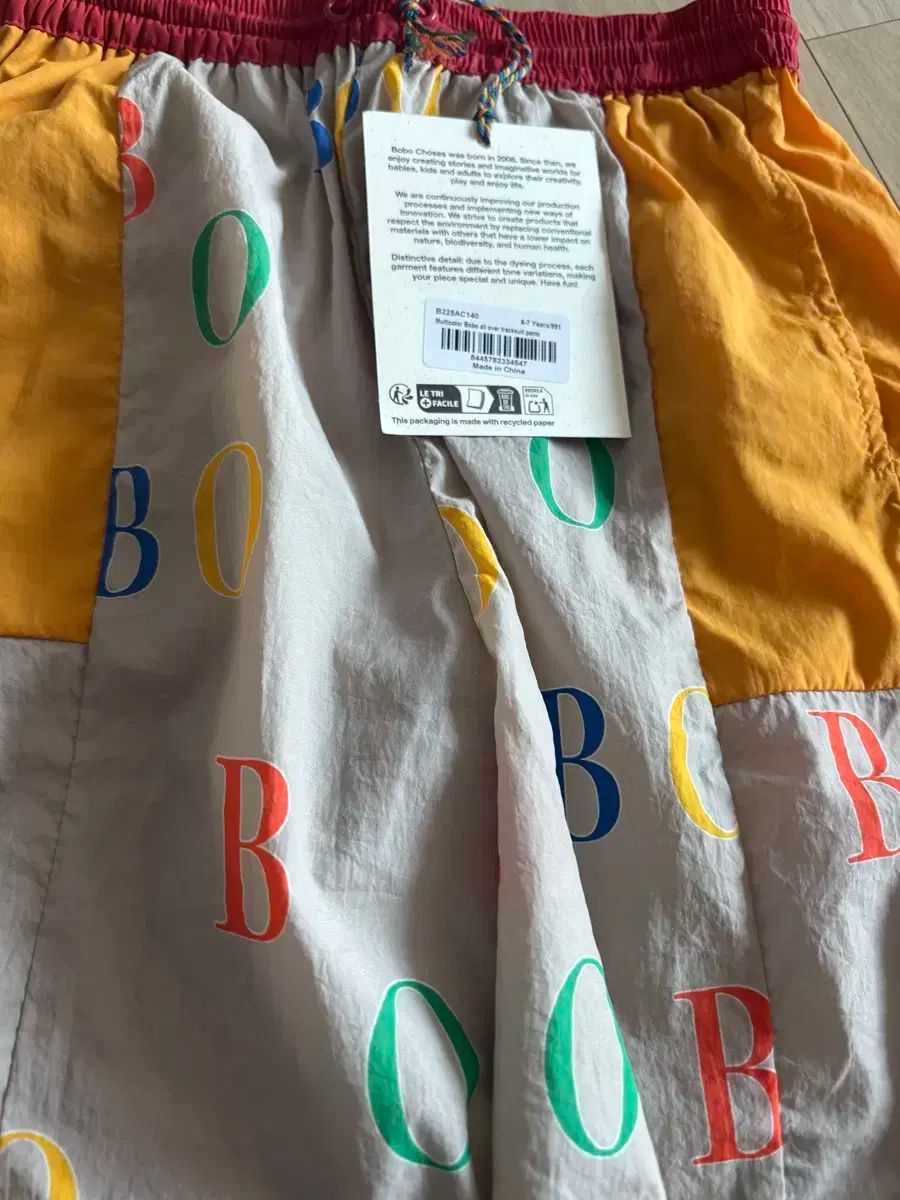 Bobo Choses was born in 2008. Since then, we
enjoy creating stories and imaginative worlds for
babies, kids and adults to explore their creativity,
play and enjoy life.
We are continuously improving our production
processes and implementing new ways of
innovation. We strive to create products that
respect the environment by replacing conventional
materials with others that have a lower impact on
nature, biodiversity, and human health.
Distinctive detail: due to the dyeing process, each
garment features different tone variations, making
your piece special and unique. Have fun!
B225AC140
6-7 Years/991
Multicolor Bobo all over tracksuit pants
8445782334547
Made in China
LE TRI
+ FACILE
This packaging is made with recycled paper
B
O
B O
O
B O
B
B
O O B